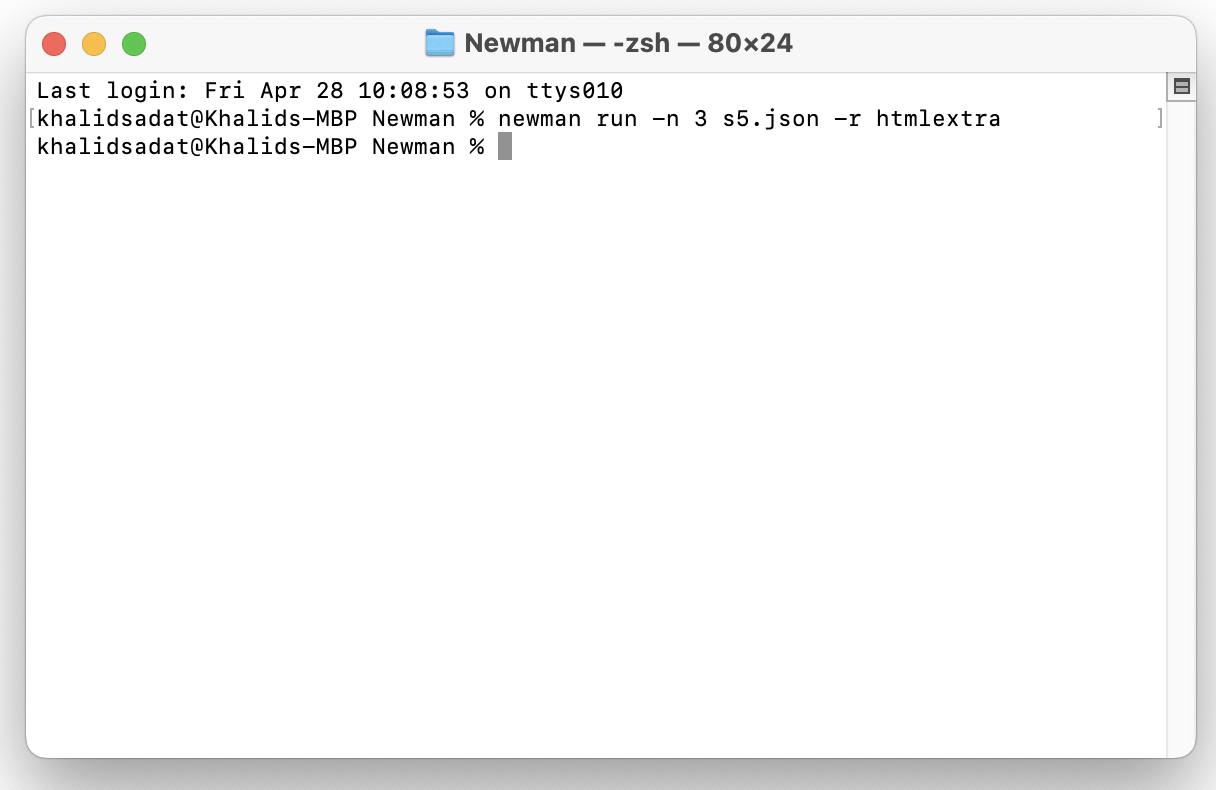 Newman — -zsh — 80×24
Last login: Fri Apr 28 10:08:53 on ttys010
[khalidsadat@Khalids-MBP Newman % newman run -n 3 s5.json -r htmlextra ]
khalidsadat@Khalids-MBP Newman %